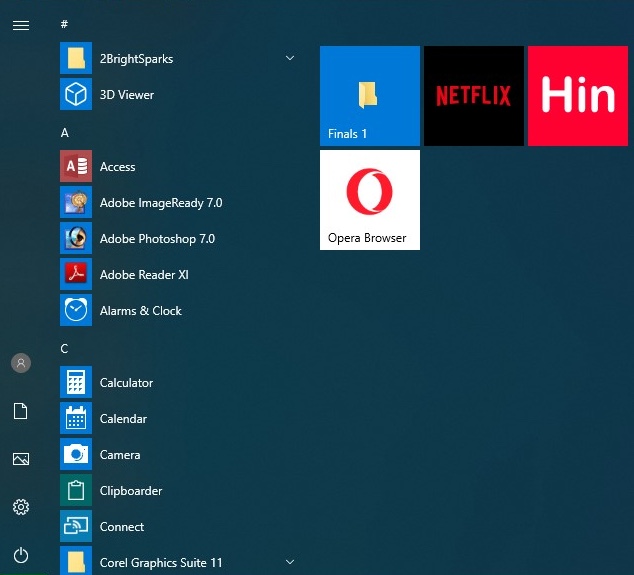 #
2BrightSparks
3D Viewer
A
Access
Adobe ImageReady 7.0
Adobe Photoshop 7.0
Adobe Reader XI
Alarms & Clock
C
Calculator
Calendar
Camera
Clipboarder
Connect
Corel Graphics Suite 11
Finals 1
NETFLIX
Hin
Opera Browser